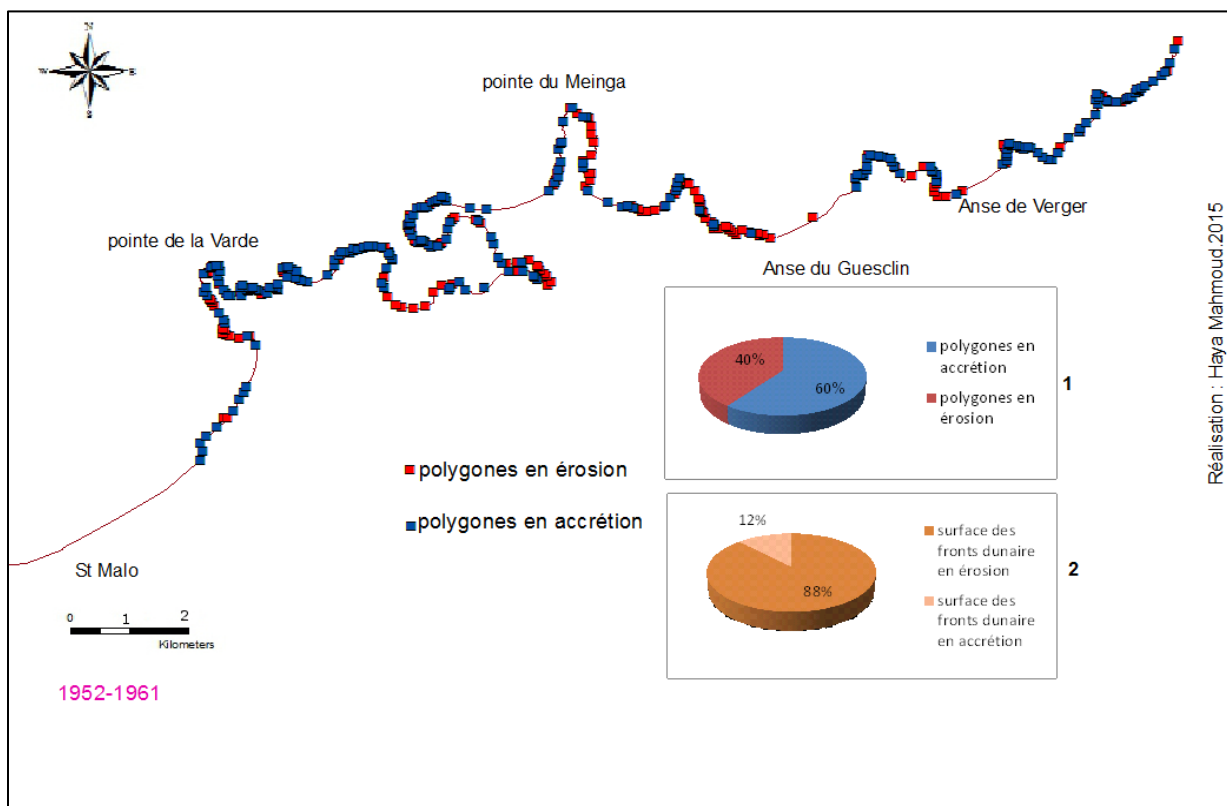 N
W
E
S
pointe du Meinga
pointe de la Varde
Anse de Verger
Anse du Guesclin
St Malo
0 1 2
Kilometers
1952-1961
polygones en érosion
polygones en accrétion
40%
60%
polygones en
accrétion
polygones en
érosion
1
12%
88%
surface des
fronts dunaire
en érosion
surface des
fronts dunaire
en accrétion
2
Réalisation : Haya Mahmoud,2015